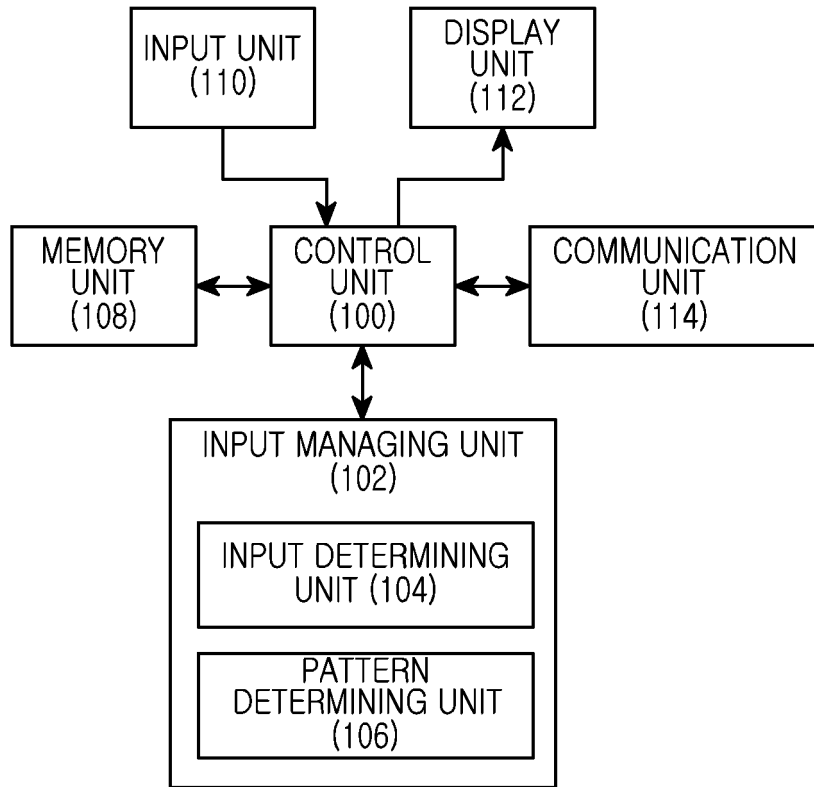 INPUT UNIT
(110)
DISPLAY
UNIT
(112)
MEMORY
UNIT
(108)
CONTROL
UNIT
(100)
COMMUNICATION
UNIT
(114)
INPUT MANAGING UNIT
(102)
INPUT DETERMINING
UNIT (104)
PATTERN
DETERMINING UNIT
(106)